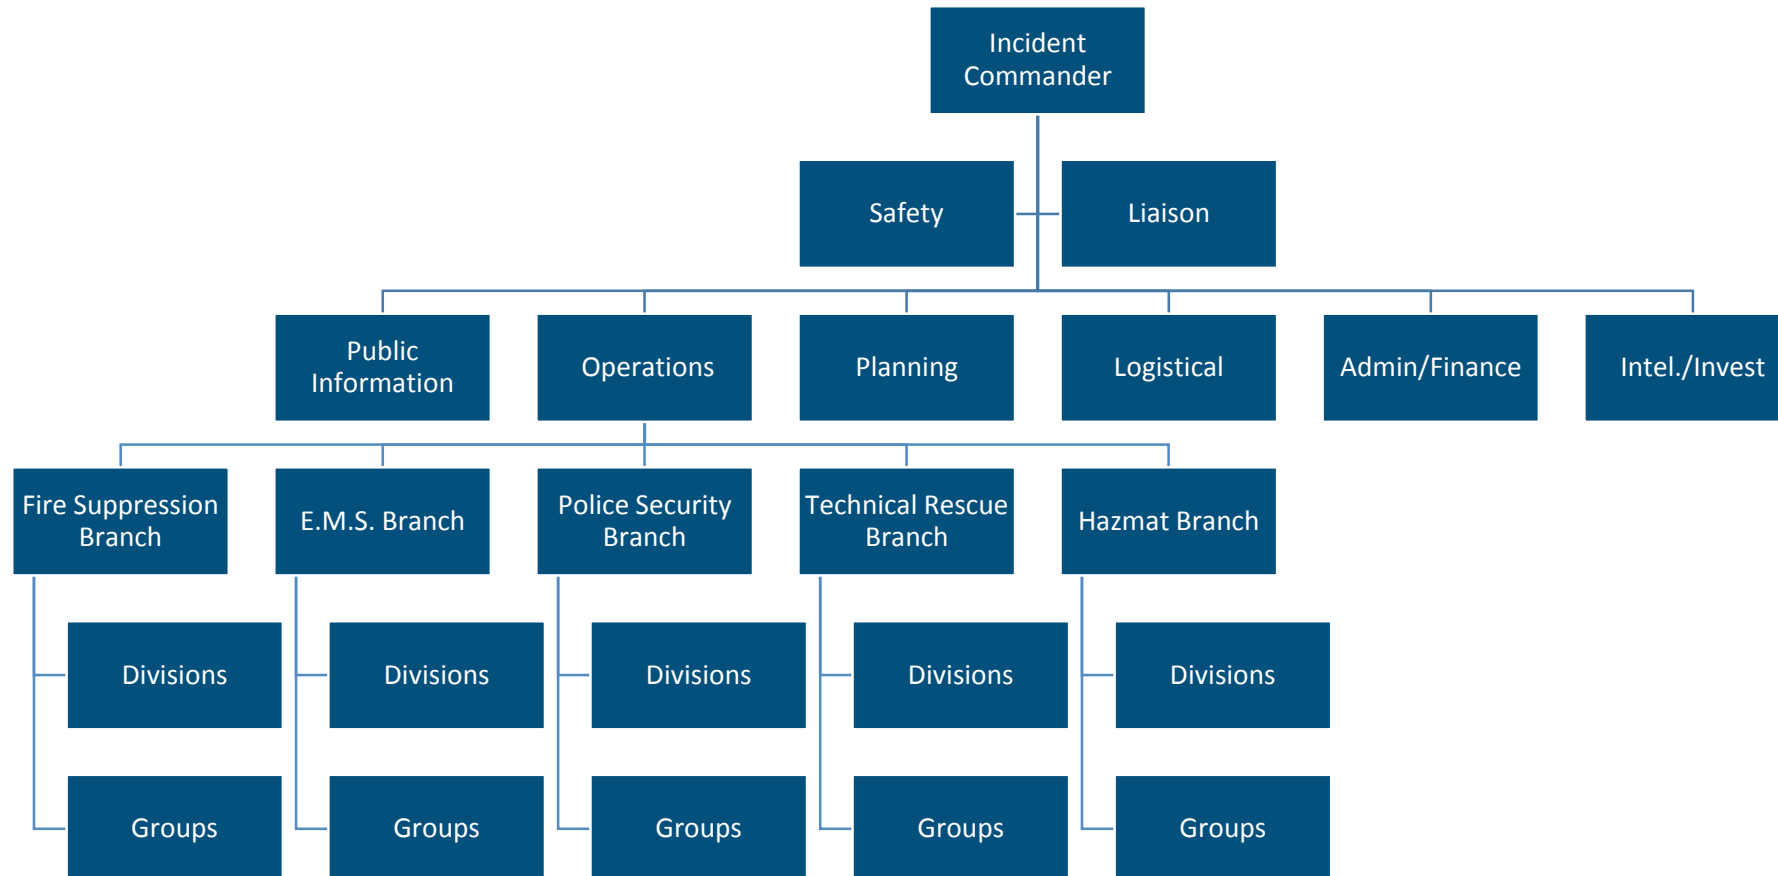 Incident
Commander
Safety
Liaison
Public
Information
Operations
Planning
Logistical
Admin/Finance
Intel./Invest
Fire Suppression
Branch
E.M.S. Branch
Police Security
Branch
Technical Rescue
Branch
Hazmat Branch
Divisions
Divisions
Divisions
Divisions
Divisions
Groups
Groups
Groups
Groups
Groups